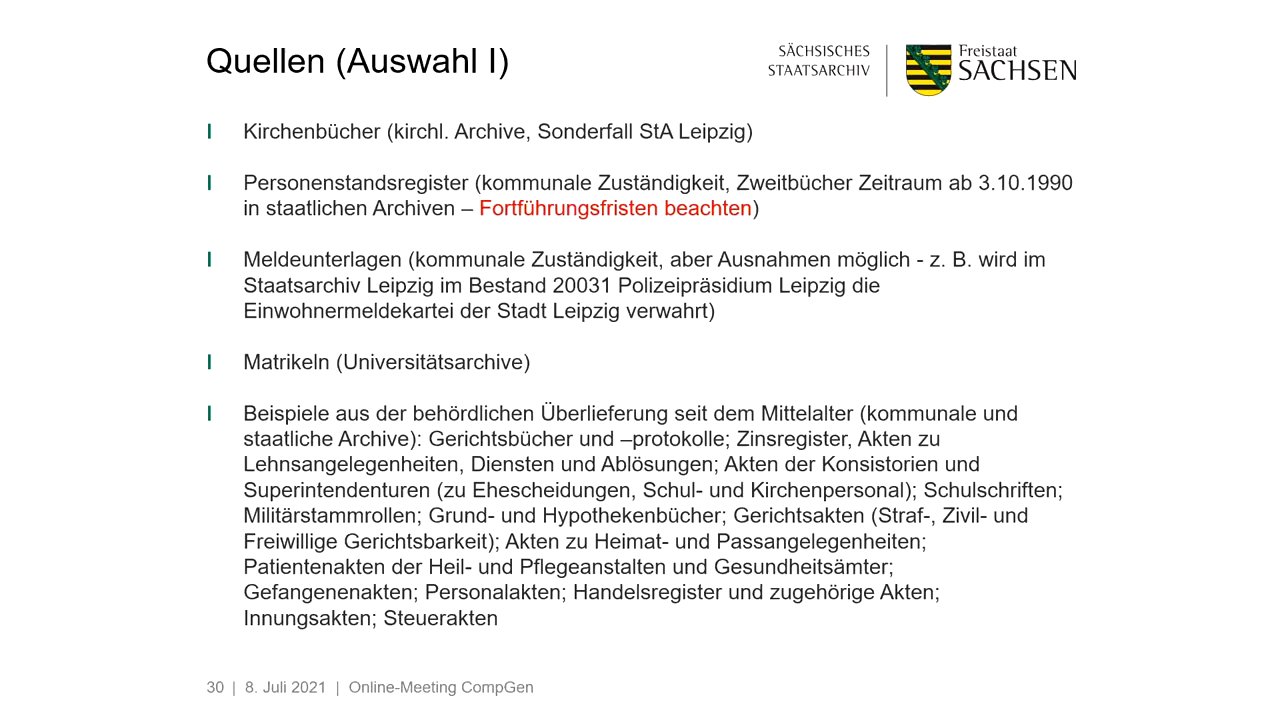 Quellen (Auswahl I)
SÄCHSISCHES
STAATSARCHIV
Freistaat
SACHSEN
I Kirchenbücher (kirchl. Archive, Sonderfall StA Leipzig)
I Personenstandsregister (kommunale Zuständigkeit, Zweitbücher Zeitraum ab 3.10.1990
in staatlichen Archiven – Fortführungsfristen beachten)
I Meldeunterlagen (kommunale Zuständigkeit, aber Ausnahmen möglich - z. B. wird im
Staatsarchiv Leipzig im Bestand 20031 Polizeipräsidium Leipzig die
Einwohnermeldekartei der Stadt Leipzig verwahrt)
I Matrikeln (Universitätsarchive)
I Beispiele aus der behördlichen Überlieferung seit dem Mittelalter (kommunale und
staatliche Archive): Gerichtsbücher und –protokolle; Zinsregister, Akten zu
Lehnsangelegenheiten, Diensten und Ablösungen; Akten der Konsistorien und
Superintendenturen (zu Ehescheidungen, Schul- und Kirchenpersonal); Schulschriften;
Militärstammrollen; Grund- und Hypothekenbücher; Gerichtsakten (Straf-, Zivil- und
Freiwillige Gerichtsbarkeit); Akten zu Heimat- und Passangelegenheiten;
Patientenakten der Heil- und Pflegeanstalten und Gesundheitsämter;
Gefangenenakten; Personalakten; Handelsregister und zugehörige Akten;
Innungsakten; Steuerakten
30 | 8. Juli 2021 | Online-Meeting CompGen